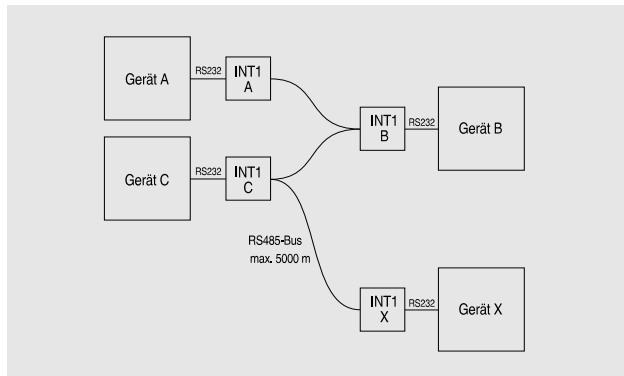 Gerät A
RS232
INT1
A
INT1
B
RS232
Gerät B
Gerät C
RS232
INT1
C
RS485-Bus
max. 5000 m
INT1
X
RS232
Gerät X